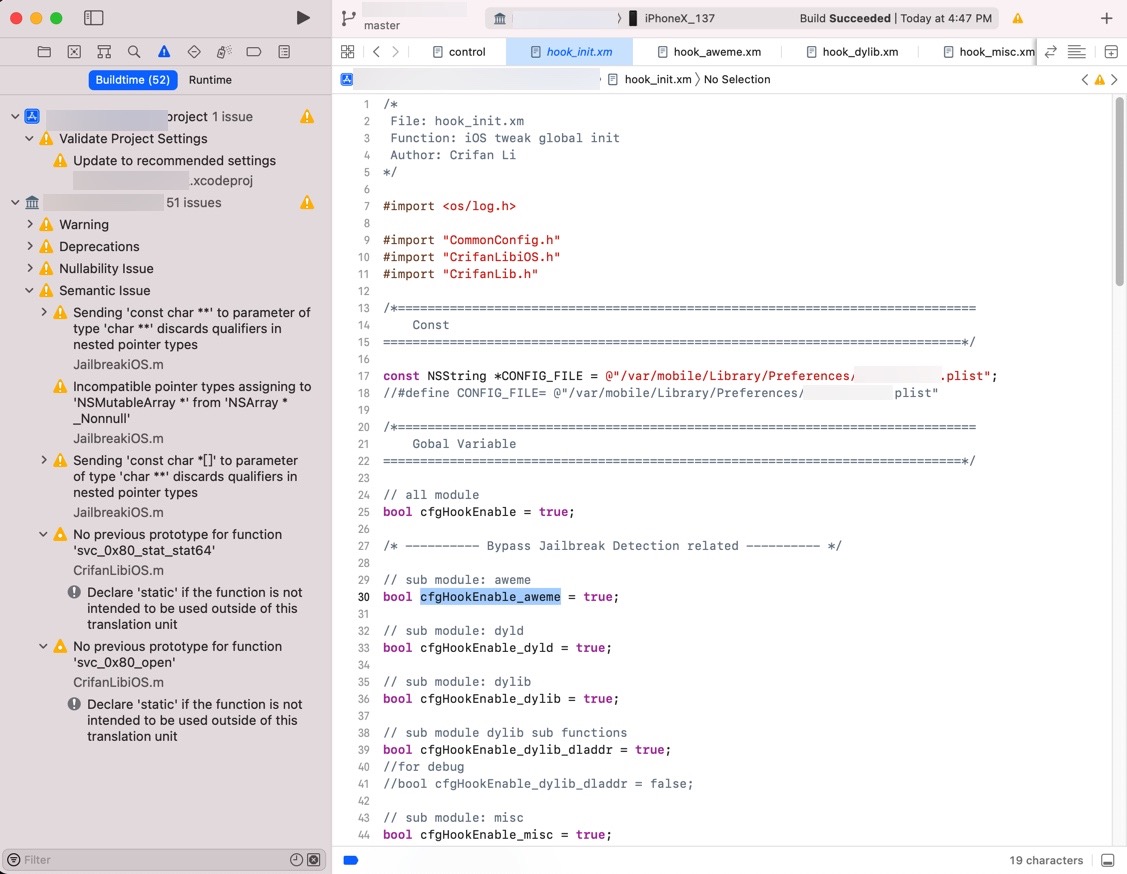 master
iPhoneX_137
Build Succeeded | Today at 4:47 PM
control
hook_init.xm
hook_aweme.xm
hook_dylib.xm
hook_misc.xm
Buildtime (52)
Runtime
hook_init.xm 〉 No Selection
project 1 issue
Validate Project Settings
Update to recommended settings
.xcodeproj
51 issues
Warning
Deprecations
Nullability Issue
Semantic Issue
Sending 'const char **' to parameter of
type 'char **' discards qualifiers in
nested pointer types
JailbreakiOS.m
Incompatible pointer types assigning to
'NSMutableArray *' from 'NSArray *
_Nonnull'
JailbreakiOS.m
Sending 'const char *[]' to parameter
of type 'char **' discards qualifiers in
nested pointer types
JailbreakiOS.m
No previous prototype for function
'svc_0x80_stat_stat64'
CrifanLibiOS.m
Declare 'static' if the function is not
intended to be used outside of this
translation unit
No previous prototype for function
'svc_0x80_open'
CrifanLibiOS.m
Declare 'static' if the function is not
intended to be used outside of this
translation unit
Filter
1 /*
2 File: hook_init.xm
3 Function: iOS tweak global init
4 Author: Crifan Li
5 */
6
7 #import <os/log.h>
8
9 #import "CommonConfig.h"
10 #import "CrifanLibiOS.h"
11 #import "CrifanLib.h"
12
13 /*==============================================================================
14 Const
15 ==============================================================================*/
16
17 const NSString *CONFIG_FILE = @"/var/mobile/Library/Preferences/ .plist";
18 //#define CONFIG_FILE= @"/var/mobile/Library/Preferences/ plist"
19
20 /*==============================================================================
21 Gobal Variable
22 ==============================================================================*/
23
24 // all module
25 bool cfgHookEnable = true;
26
27 /* ---------- Bypass Jailbreak Detection related ---------- */
28
29 // sub module: aweme
30 bool cfgHookEnable_aweme = true;
31
32 // sub module: dyld
33 bool cfgHookEnable_dyld = true;
34
35 // sub module: dylib
36 bool cfgHookEnable_dylib = true;
37
38 // sub module dylib sub functions
39 bool cfgHookEnable_dylib_dladdr = true;
40 //for debug
41 //bool cfgHookEnable_dylib_dladdr = false;
42
43 // sub module: misc
44 bool cfgHookEnable_misc = true;
19 characters